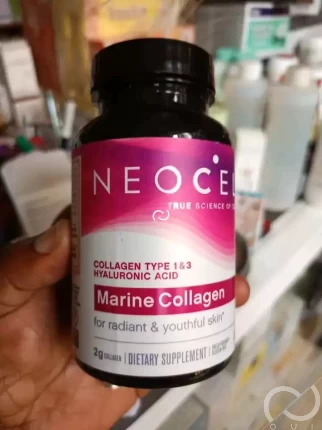 NEOCEL
TRUE SCIENCE OF
COLLAGEN TYPE 1&3
HYALURONIC ACID
Marine Collagen
for radiant & youthful skin*
2g COLLAGEN
DIETARY SUPPLEMENT